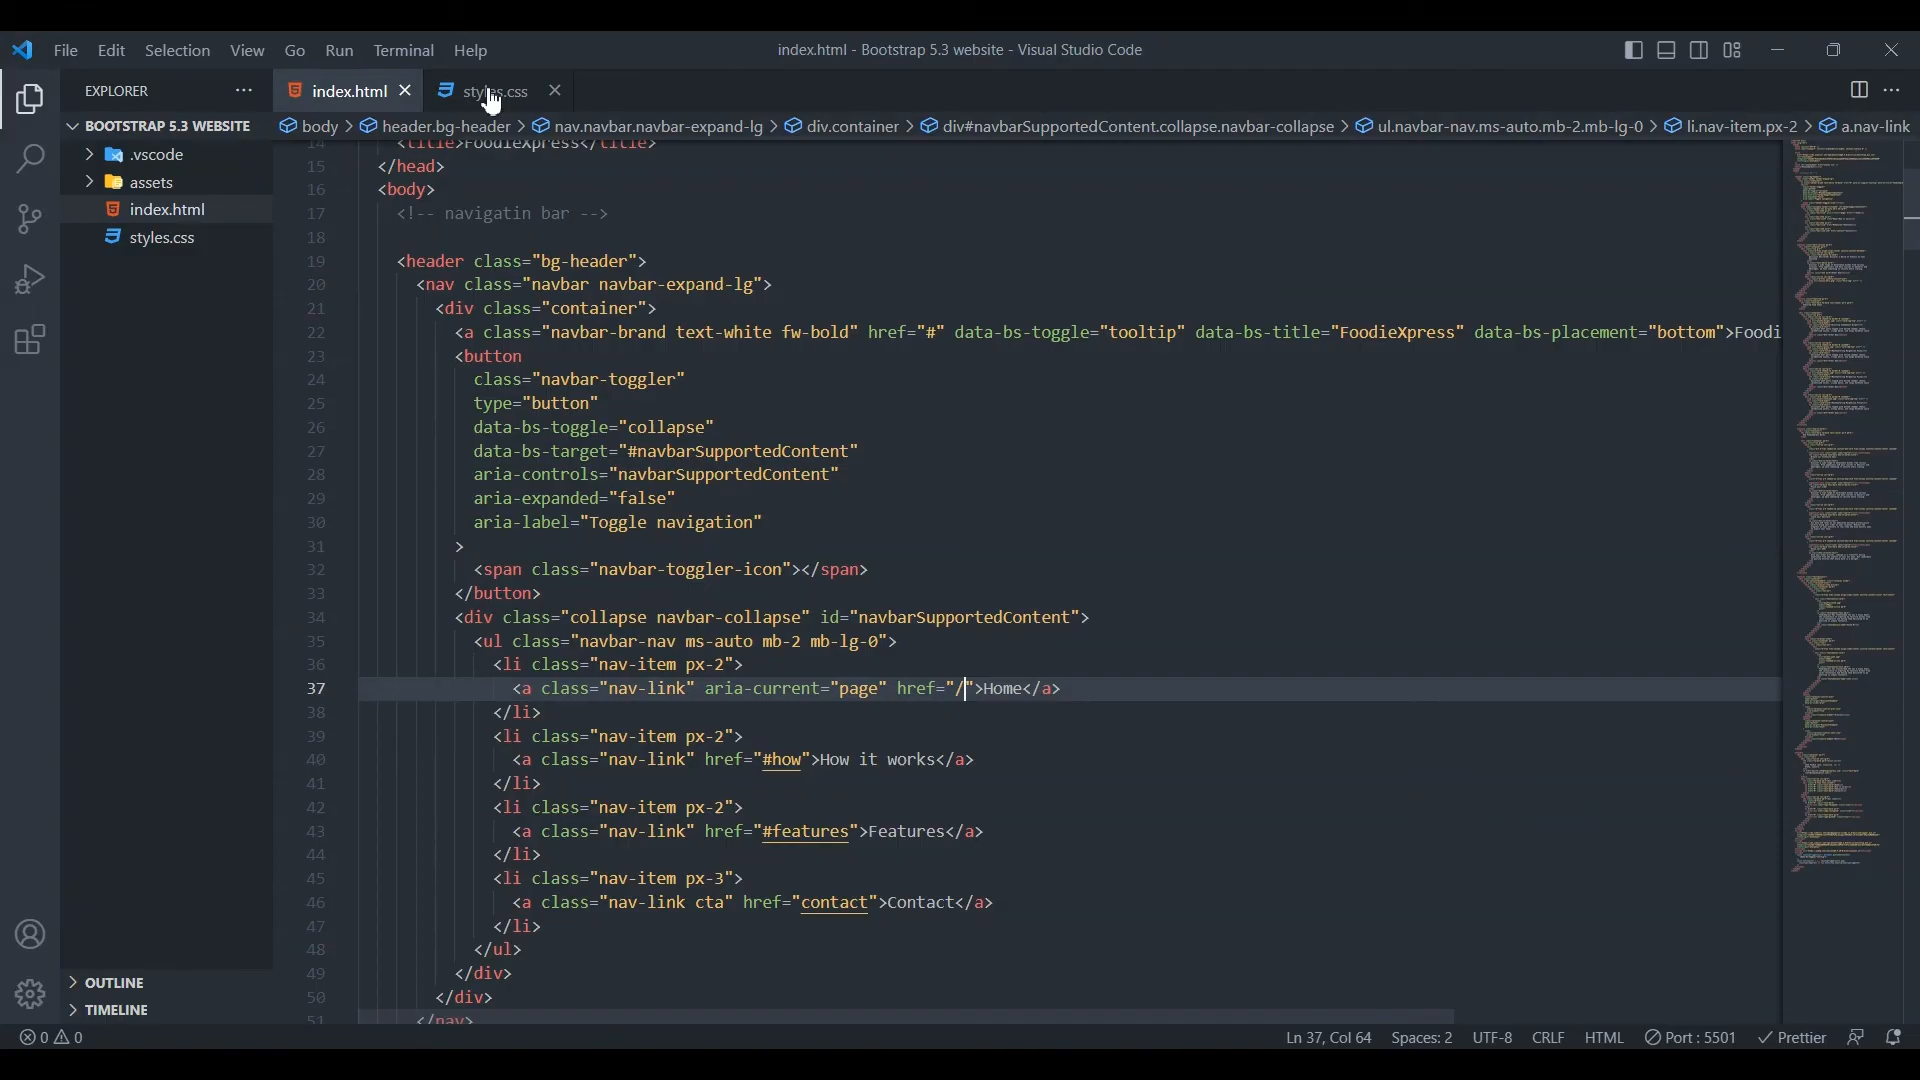 File Edit Selection View Go Run Terminal Help
index.html - Bootstrap 5.3 website - Visual Studio Code
EXPLORER
index.html
styles.css
BOOTSTRAP 5.3 WEBSITE
body > header.bg-header > nav.navbar.navbar-expand-lg > div.container > div#navbarSupportedContent.collapse.navbar-collapse > ul.navbar-nav.ms-auto.mb-2.mb-lg-0 > li.nav-item.px-2 > a.nav-link
.vscode
assets
index.html
styles.css
14 <title>FoodieXpress</title>
15 </head>
16 <body>
17 <!-- navigatin bar -->
18
19 <header class="bg-header">
20 <nav class="navbar navbar-expand-lg">
21 <div class="container">
22 <a class="navbar-brand text-white fw-bold" href="#" data-bs-toggle="tooltip" data-bs-title="FoodieXpress" data-bs-placement="bottom">Foodi
23 <button
24 class="navbar-toggler"
25 type="button"
26 data-bs-toggle="collapse"
27 data-bs-target="#navbarSupportedContent"
28 aria-controls="navbarSupportedContent"
29 aria-expanded="false"
30 aria-label="Toggle navigation"
31 >
32 <span class="navbar-toggler-icon"></span>
33 </button>
34 <div class="collapse navbar-collapse" id="navbarSupportedContent">
35 <ul class="navbar-nav ms-auto mb-2 mb-lg-0">
36 <li class="nav-item px-2">
37 <a class="nav-link" aria-current="page" href="/">Home</a>
38 </li>
39 <li class="nav-item px-2">
40 <a class="nav-link" href="#how">How it works</a>
41 </li>
42 <li class="nav-item px-2">
43 <a class="nav-link" href="#features">Features</a>
44 </li>
45 <li class="nav-item px-3">
46 <a class="nav-link cta" href="contact">Contact</a>
47 </li>
48 </ul>
49 </div>
50 </div>
51 </nav>
OUTLINE
TIMELINE
0 0
Ln 37, Col 64 Spaces: 2 UTF-8 CRLF HTML Port : 5501 Prettier